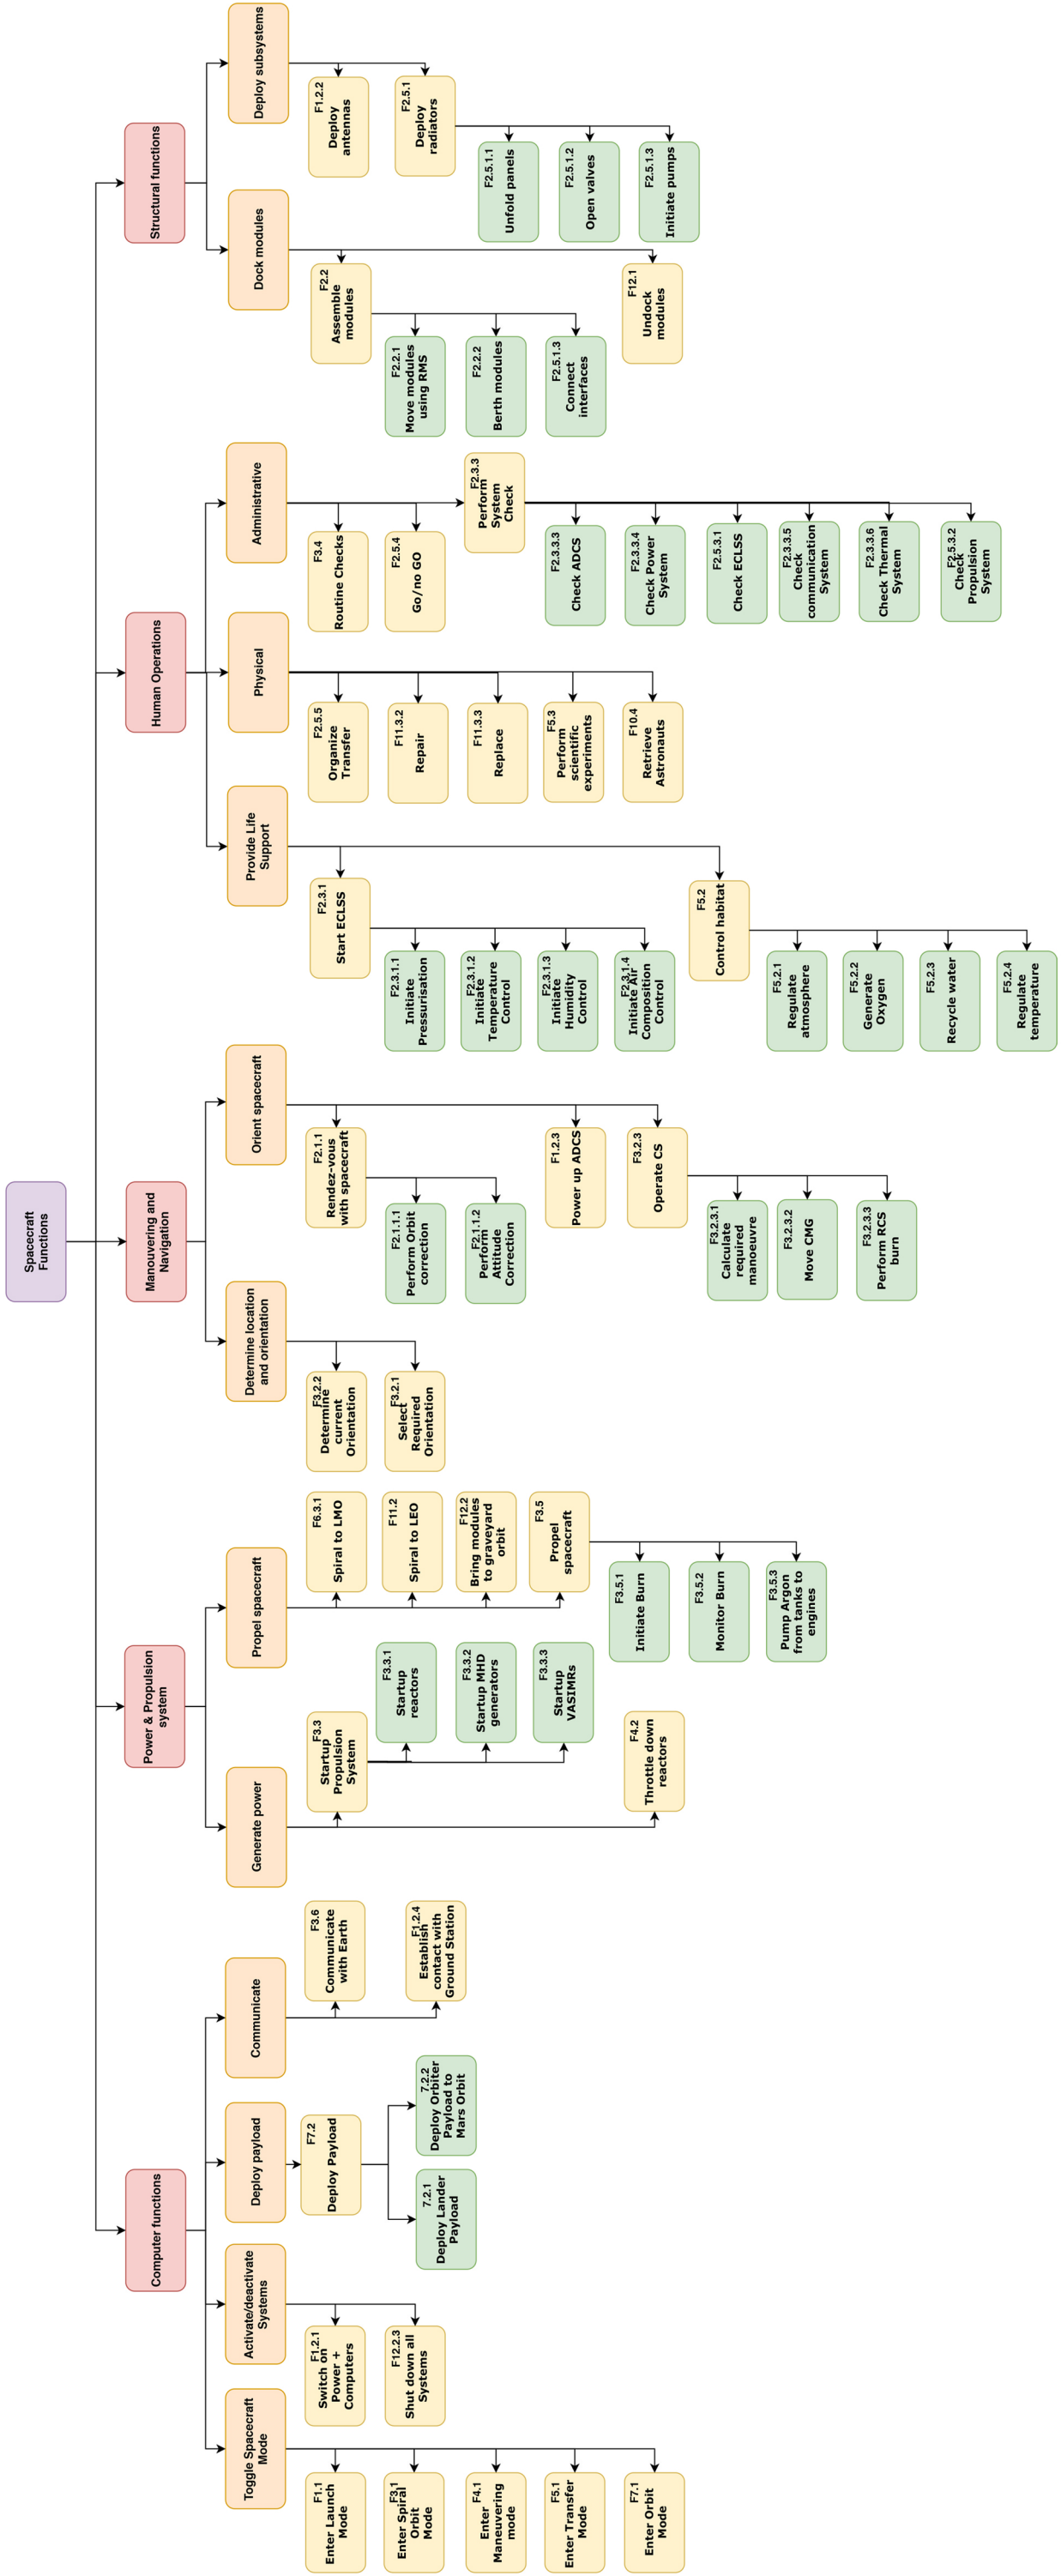 Spacecraft
Functions
Computer functions
Toggle Spacecraft
Mode
F1.1
Enter Launch
Mode
F3.1
Enter Spiral
Orbit
Mode
F4.1
Enter
Maneuvering
mode
F5.1
Enter Transfer
Mode
F7.1
Enter Orbit
Mode
Activate/deactivate
Systems
F1.2.1
Switch on
Power +
Computers
F12.2.3
Shut down all
Systems
Deploy payload
F7.2
Deploy Payload
7.2.1
Deploy Lander
Payload
7.2.2
Deploy Orbiter
Payload to
Mars Orbit
Communicate
F3.6
Communicate
with Earth
F1.2.4
Establish
contact with
Ground Station
Power & Propulsion
system
Generate power
F3.3
Startup
Propulsion
System
F3.3.1
Startup
reactors
F3.3.2
Startup MHD
generators
F3.3.3
Startup
VASIMRs
F4.2
Throttle down
reactors
Propel spacecraft
F6.3.1
Spiral to LMO
F11.2
Spiral to LEO
F12.2.2
Bring modules
to graveyard
orbit
F3.5
Propel
spacecraft
F3.5.1
Initiate Burn
F3.5.2
Monitor Burn
F3.5.3
Pump Argon
from tanks to
engines
Manouvering and
Navigation
Determine location
and orientation
F3.2.2
Determine
current
Orientation
F3.2.1
Select
Required
Orientation
Orient spacecraft
F2.1.1
Rendez-vous
with spacecraft
F2.1.1.1
Perform Orbit
correction
F2.1.1.2
Perform
Attitude
Correction
F1.2.3
Power up ADCS
F3.2.3
Operate CS
F3.2.3.1
Calculate
required
manoeuvre
F3.2.3.2
Move CMG
F3.2.3.3
Perform RCS
burn
Human Operations
Provide Life
Support
F2.3.1
Start ECLSS
F2.3.1.1
Initiate
Pressurisation
F2.3.1.2
Initiate
Temperature
Control
F2.3.1.3
Initiate
Humidity
Control
F2.3.1.4
Initiate Air
Composition
Control
F5.2
Control habitat
F5.2.1
Regulate
atmosphere
F5.2.2
Generate
Oxygen
F5.2.3
Recycle water
F5.2.4
Regulate
temperature
Physical
F2.5.5
Organize
Transfer
F11.3.2
Repair
F11.3.3
Replace
F5.3
Perform
scientific
experiments
F10.4
Retrieve
Astronauts
Administrative
F3.4
Routine Checks
F2.5.4
Go/no GO
F2.3.3
Perform
System
Check
F2.3.3.3
Check ADCS
F2.3.3.4
Check Power
System
F2.5.3.1
Check ECLSS
F2.3.3.5
Check
communication
System
F2.3.3.6
Check Thermal
System
F2.5.3.2
Check
Propulsion
System
Structural functions
Dock modules
F2.2
Assemble
modules
F2.2.1
Move modules
using RMS
F2.2.2
Berth modules
F2.5.1.3
Connect
interfaces
F12.1
Undock
modules
Deploy subsystems
F1.2.2
Deploy
antennas
F2.5.1
Deploy
radiators
F2.5.1.1
Unfold panels
F2.5.1.2
Open valves
F2.5.1.3
Initiate pumps